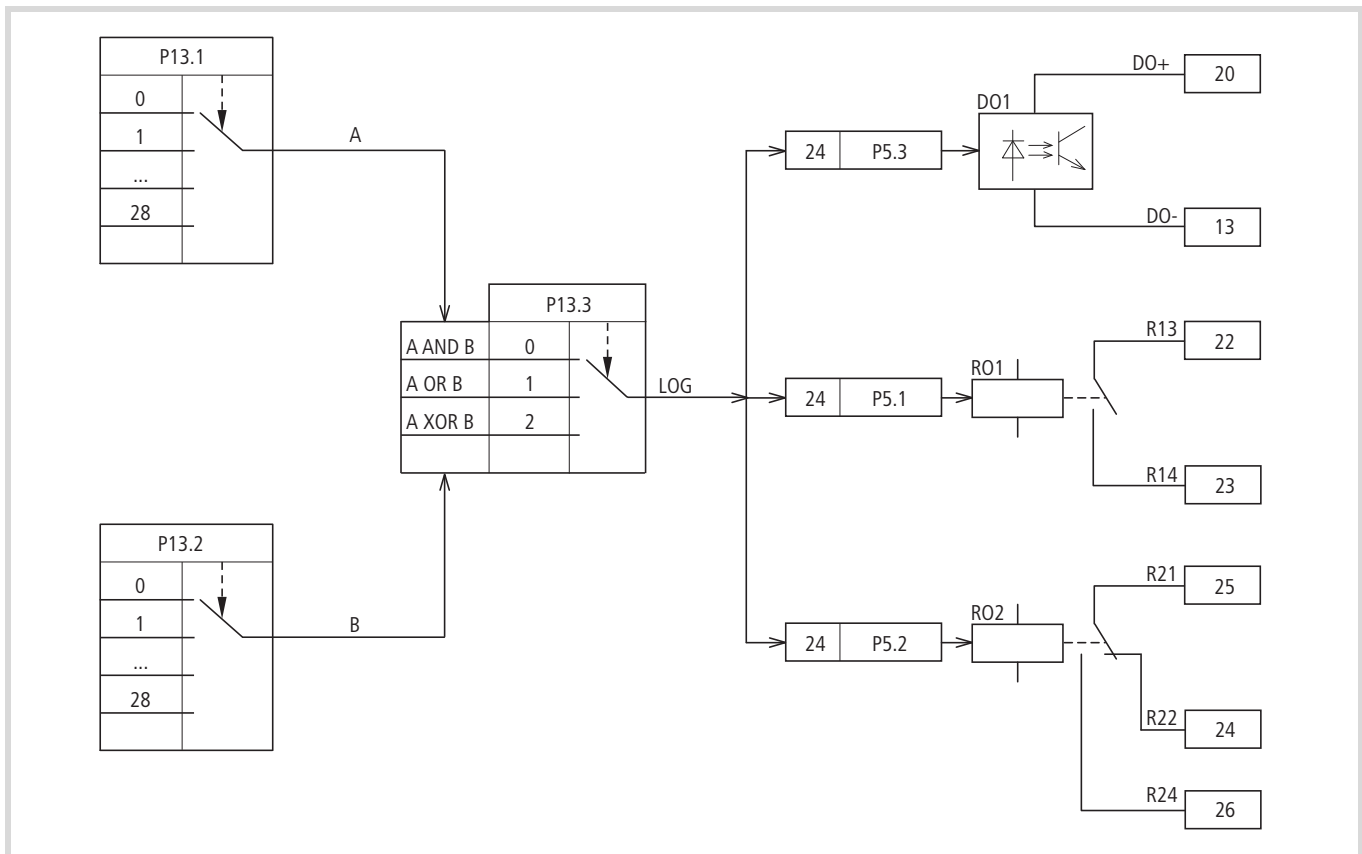 P13.1
0
1
...
28
A
P13.2
0
1
...
28
B
P13.3
A AND B 0
A OR B 1
A XOR B 2
LOG
24 P5.3
DO1
DO+ 20
DO- 13
24 P5.1
RO1
R13 22
R14 23
24 P5.2
RO2
R21 25
R22 24
R24 26